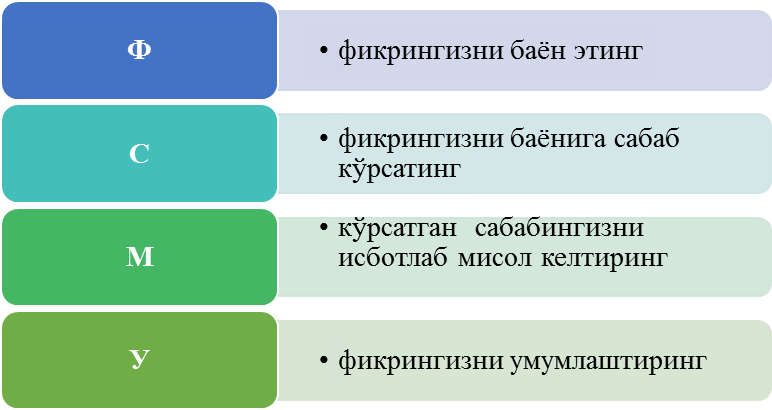 Ф
• фикрингизни баён этинг
С
• фикрингизни баёнига сабаб
кўрсатинг
М
• кўрсатган сабабингизни
исботлаб мисол келтиринг
У
• фикрингизни умумлаштиринг